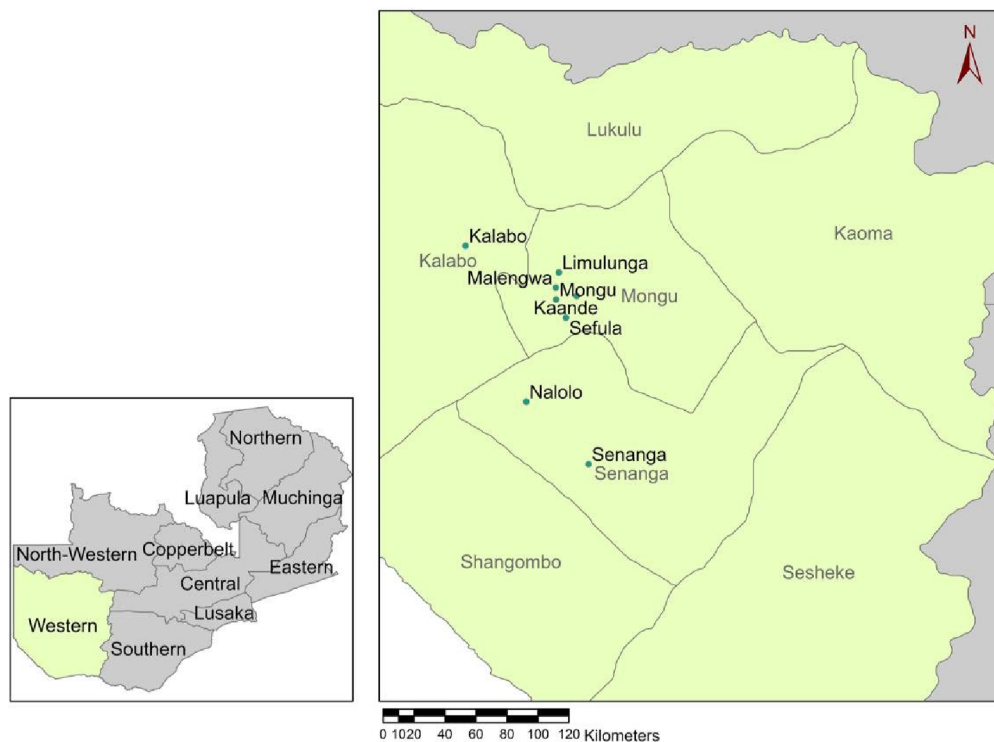 N
Lukulu
Kaoma
Kalabo
Kalabo
Limulunga
Malengwa
Mongu
Mongu
Kaande
Sefula
Nalolo
Senanga
Senanga
Shangombo
Sesheke
Northern
Luapula
Muchinga
North-Western
Copperbelt
Eastern
Central
Lusaka
Western
Southern
0 10 20 40 60 80 100 120 Kilometers